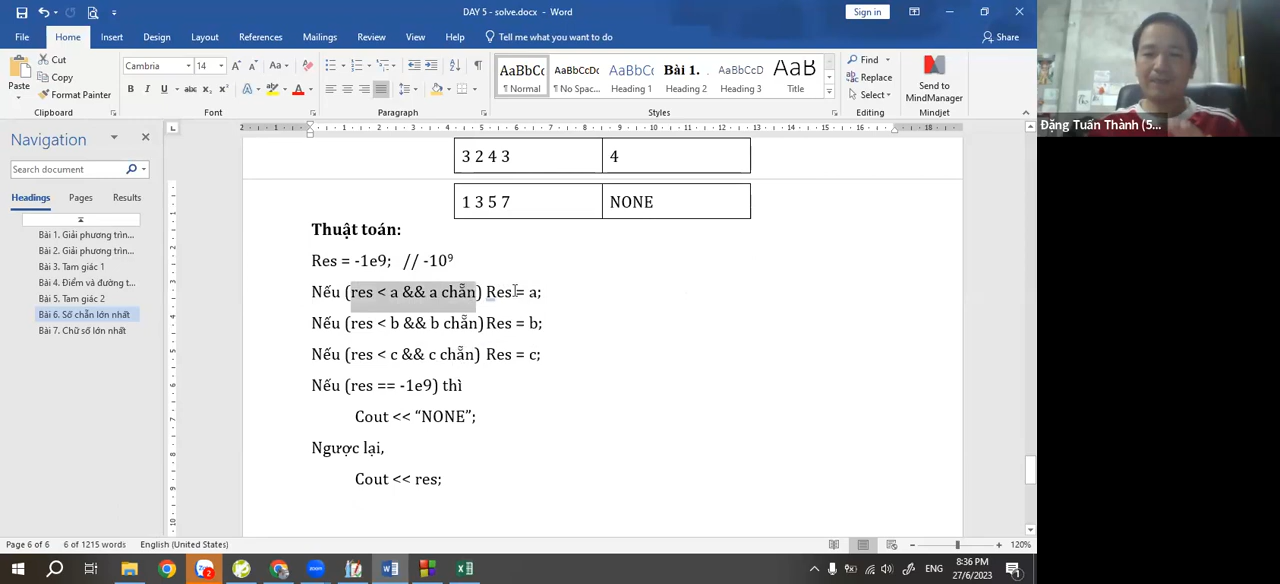 DAY 5 - solve.docx - Word
Sign in
File Home Insert Design Layout References Mailings Review View Help Tell me what you want to do
Share
Paste
Cut
Copy
Format Painter
Clipboard
Cambria 14
Font
Paragraph
AaBbCc
¶ Normal
AaBbCcDc
¶ No Spac...
AaBbC(
Heading 1
Bài 1. .
Heading 2
AaBbCcD
Heading 3
AaB
Title
Styles
Find
Replace
Select
Editing
Send to
MindManager
Mindjet
Đặng Tuấn Thành (5...
Navigation
Search document
Headings Pages Results
Bài 1. Giải phương trìn...
Bài 2. Giải phương trìn...
Bài 3. Tam giác 1
Bài 4. Điểm và đường t...
Bài 5. Tam giác 2
Bài 6. Số chẵn lớn nhất
Bài 7. Chữ số lớn nhất
3 2 4 3 4
1 3 5 7 NONE
Thuật toán:
Res = -1e9; // -10⁹
Nếu (res < a && a chẵn) Res = a;
Nếu (res < b && b chẵn) Res = b;
Nếu (res < c && c chẵn) Res = c;
Nếu (res == -1e9) thì
Cout << “NONE”;
Ngược lại,
Cout << res;
Page 6 of 6 6 of 1215 words English (United States)
120%
ENG
8:36 PM
27/6/2023